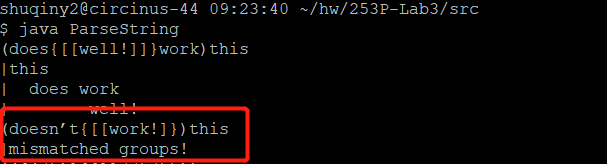 shuqiny2@circinus-44 09:23:40 ~/hw/253P-Lab3/src
$ java ParseString
(does{[[well!]]}work)this
|this
|  does work
|      well!
(doesn't{[[work!]})this
|mismatched groups!